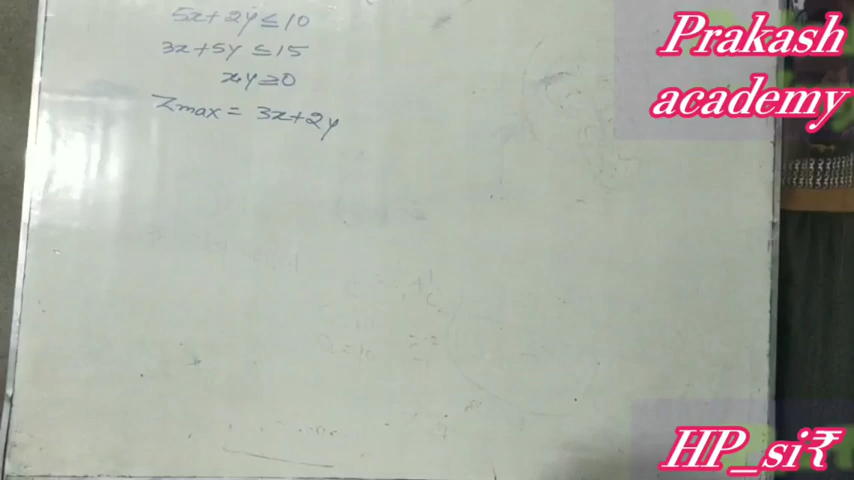 5x+2y ≤ 10
3x+5y ≤ 15
x,y ≥ 0
Zmax = 3x+2y
Prakash
academy
HP_si₹